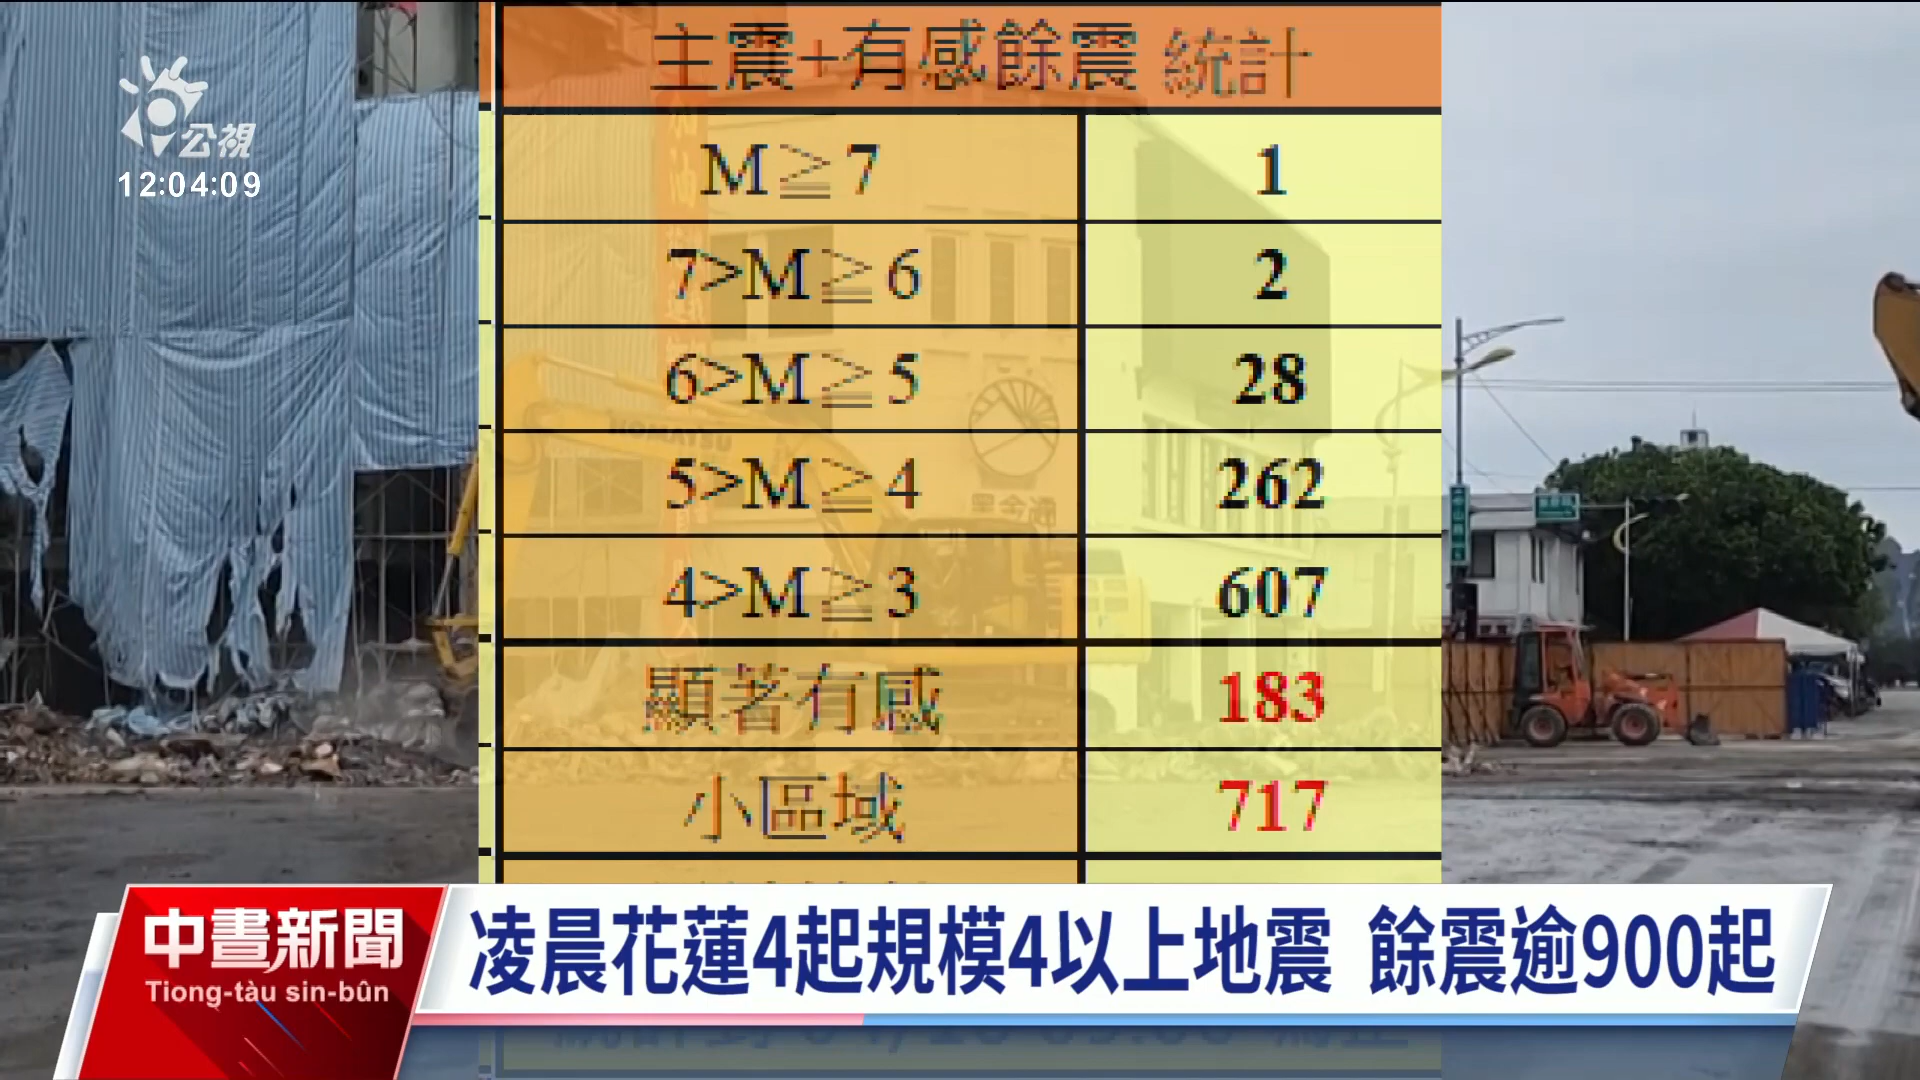 公視
12:04:09
主震+有感餘震 統計
M≧7 1
7>M≧6 2
6>M≧5 28
5>M≧4 262
4>M≧3 607
顯著有感 183
小區域 717
KOMATSU
中晝新聞
Tiong-tàu sin-bûn
凌晨花蓮4起規模4以上地震 餘震逾900起